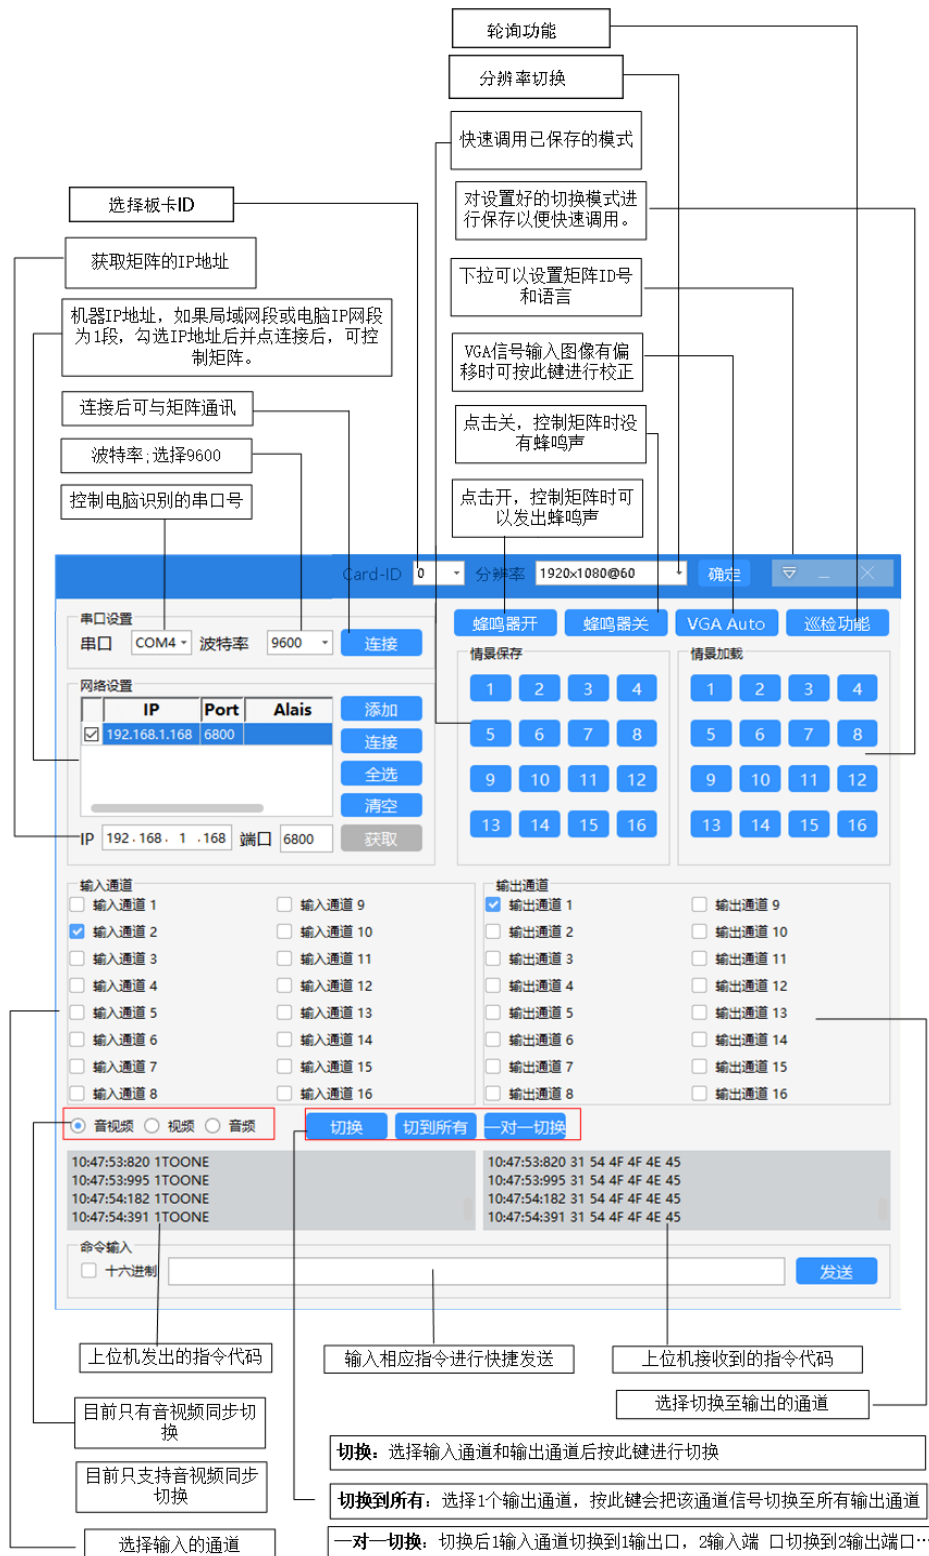 轮询功能
分辨率切换
快速调用已保存的模式
对设置好的切换模式进
行保存以便快速调用。
选择板卡ID
获取矩阵的IP地址
下拉可以设置矩阵ID号
和语言
机器IP地址，如果局域网段或电脑IP网段
为1段，勾选IP地址后并点连接后，可控
制矩阵。
VGA信号输入图像有偏
移时可按此键进行校正
连接后可与矩阵通讯
点击关，控制矩阵时没
有蜂鸣声
波特率;选择9600
控制电脑识别的串口号
点击开，控制矩阵时可
以发出蜂鸣声
Card-ID 0 分辨率 1920x1080@60 确定
串口设置
串口 COM4 波特率 9600 连接
蜂鸣器开 蜂鸣器关 VGA Auto 巡检功能
网络设置
IP Port Alais
192.168.1.168 6800
添加
连接
全选
清空
IP 192.168. 1 .168 端口 6800 获取
情景保存
1 2 3 4
5 6 7 8
9 10 11 12
13 14 15 16
情景加载
1 2 3 4
5 6 7 8
9 10 11 12
13 14 15 16
输入通道
输入通道 1 输入通道 9
输入通道 2 输入通道 10
输入通道 3 输入通道 11
输入通道 4 输入通道 12
输入通道 5 输入通道 13
输入通道 6 输入通道 14
输入通道 7 输入通道 15
输入通道 8 输入通道 16
输出通道
输出通道 1 输出通道 9
输出通道 2 输出通道 10
输出通道 3 输出通道 11
输出通道 4 输出通道 12
输出通道 5 输出通道 13
输出通道 6 输出通道 14
输出通道 7 输出通道 15
输出通道 8 输出通道 16
音视频 视频 音频
切换 切到所有 一对一切换
10:47:53:820 1TOONE
10:47:53:995 1TOONE
10:47:54:182 1TOONE
10:47:54:391 1TOONE
10:47:53:820 31 54 4F 4F 4E 45
10:47:53:995 31 54 4F 4F 4E 45
10:47:54:182 31 54 4F 4F 4E 45
10:47:54:391 31 54 4F 4F 4E 45
命令输入
十六进制 发送
上位机发出的指令代码
输入相应指令进行快捷发送
上位机接收到的指令代码
选择切换至输出的通道
目前只有音视频同步切
换
切换：选择输入通道和输出通道后按此键进行切换
目前只支持音视频同步
切换
切换到所有：选择1个输出通道，按此键会把该通道信号切换至所有输出通道
选择输入的通道
一对一切换：切换后1输入通道切换到1输出口，2输入端 口切换到2输出端口…